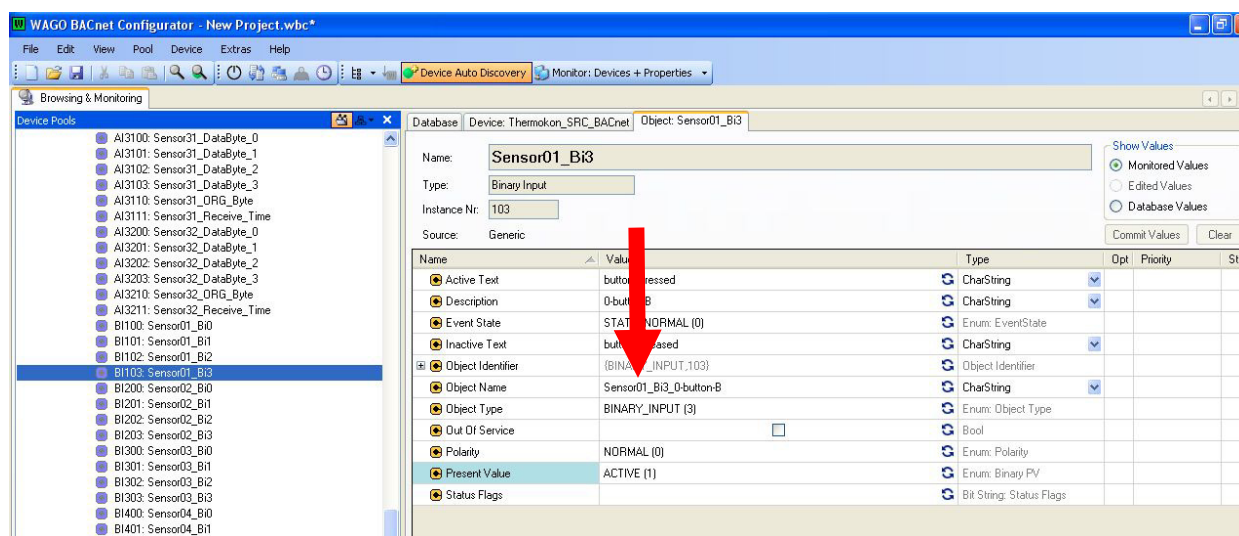 WAGO BACnet Configurator - New Project.wbc*
File Edit View Pool Device Extras Help
Device Auto Discovery Monitor: Devices + Properties
Browsing & Monitoring
Device Pools
AI3100: Sensor31_DataByte_0
AI3101: Sensor31_DataByte_1
AI3102: Sensor31_DataByte_2
AI3103: Sensor31_DataByte_3
AI3110: Sensor31_ORG_Byte
AI3111: Sensor31_Receive_Time
AI3200: Sensor32_DataByte_0
AI3201: Sensor32_DataByte_1
AI3202: Sensor32_DataByte_2
AI3203: Sensor32_DataByte_3
AI3210: Sensor32_ORG_Byte
AI3211: Sensor32_Receive_Time
BI100: Sensor01_Bi0
BI101: Sensor01_Bi1
BI102: Sensor01_Bi2
BI103: Sensor01_Bi3
BI200: Sensor02_Bi0
BI201: Sensor02_Bi1
BI202: Sensor02_Bi2
BI203: Sensor02_Bi3
BI300: Sensor03_Bi0
BI301: Sensor03_Bi1
BI302: Sensor03_Bi2
BI303: Sensor03_Bi3
BI400: Sensor04_Bi0
BI401: Sensor04_Bi1
Database Device: Thermokon_SRC_BACnet Object: Sensor01_Bi3
Name: Sensor01_Bi3
Type: Binary Input
Instance Nr: 103
Source: Generic
Show Values
Monitored Values
Edited Values
Database Values
Commit Values Clear
Name Value Type Opt Priority St
Active Text CharString
Description CharString
Event State NORMAL (0) Enum: EventState
Inactive Text CharString
Object Identifier Object Identifier
Object Name Sensor01_Bi3_0-button-B CharString
Object Type BINARY_INPUT (3) Enum: Object Type
Out Of Service Bool
Polarity NORMAL (0) Enum: Polarity
Present Value ACTIVE (1) Enum: Binary PV
Status Flags Bit String: Status Flags